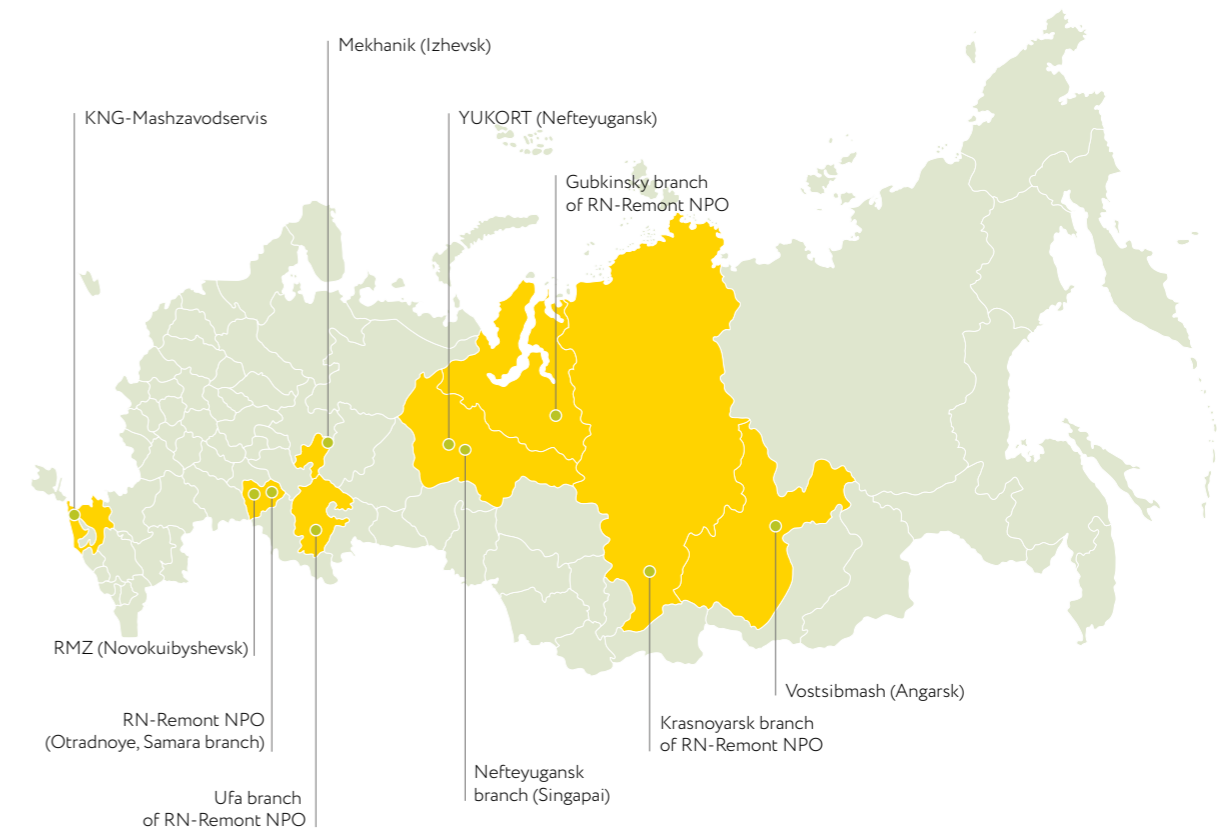 Mekhanik (Izhevsk)
KNG-Mashzavodservis
YUKORT (Nefteyugansk)
Gubkinsky branch
of RN-Remont NPO
RMZ (Novokuibyshevsk)
Vostsibmash (Angarsk)
RN-Remont NPO
(Otradnoye, Samara branch)
Krasnoyarsk branch
of RN-Remont NPO
Nefteyugansk
branch (Singapai)
Ufa branch
of RN-Remont NPO